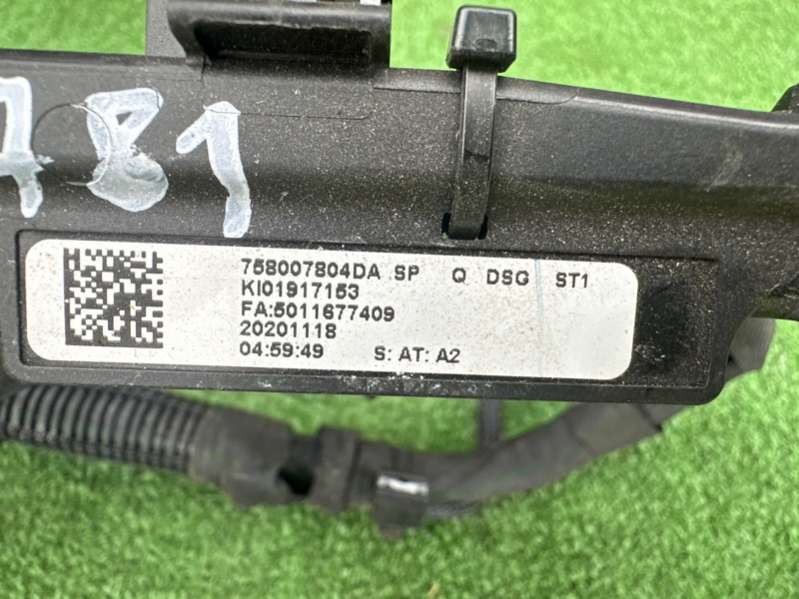 781
758007804DA SP Q DSG ST1
KI01917153
FA:5011677409
20201118
04:59:49 S: AT: A2